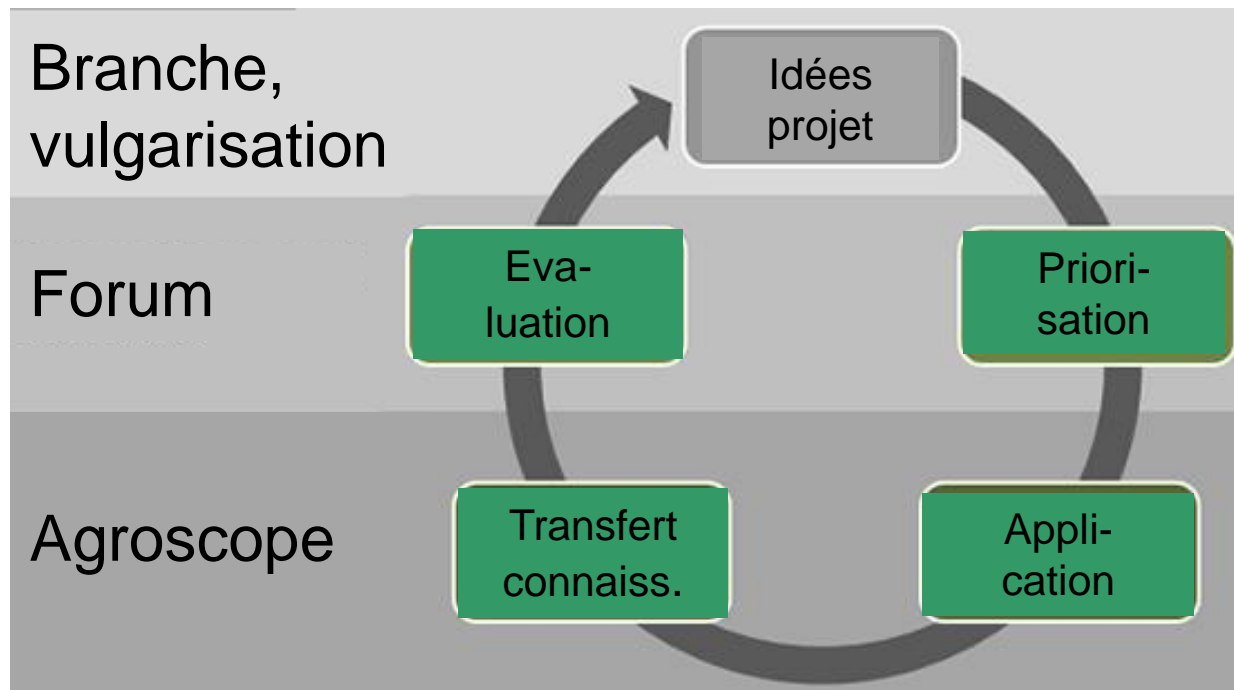 Branche,
vulgarisation
Idées
projet
Forum
Eva-
luation
Priori-
sation
Agroscope
Transfert
connaiss.
Appli-
cation